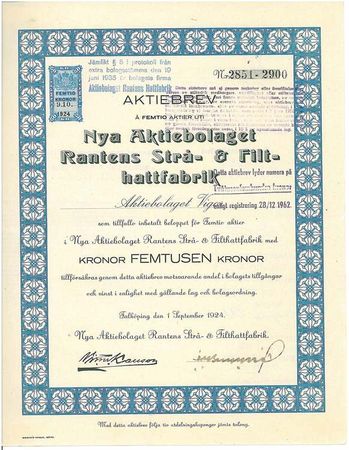 Jämlikt § 5 i protokoll från
extra bolagsstämma den 19
juni 1935 är bolagets firma
Aktiebolaget Rantens Hattfabrik
No 2851-2900
FEMTIO
KRONOR
9.10.
1924
AKTIEBREV
Å FEMTIO AKTIER UTI
Nya Aktiebolaget
Rantens Strå- & Filt-
hattfabrik
Detta aktiebrev lyder numera på
Aktiebolaget
registrering 28/12 1962.
som tillfullo inbetalt beloppet för Femtio aktier
i Nya Aktiebolaget Rantens Strå- & Filthattfabrik med
KRONOR FEMTUSEN KRONOR
tillförsäkras genom detta aktiebrev motsvarande andel i bolagets tillgångar
och vinst i enlighet med gällande lag och bolagsordning.
Falköping den 1 September 1924.
Nya Aktiebolaget Rantens Strå- & Filthattfabrik.
Med detta aktiebrev följa tio utdelningskuponger jämte talong.